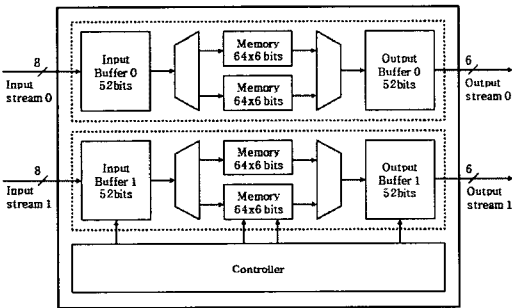 8
Input
stream 0
Input
Buffer 0
52bits
Memory
64x6 bits
Memory
64x6 bits
Output
Buffer 0
52bits
6
Output
stream 0
8
Input
stream 1
Input
Buffer 1
52bits
Memory
64x6 bits
Memory
64x6 bits
Output
Buffer 1
52bits
6
Output
stream 1
Controller